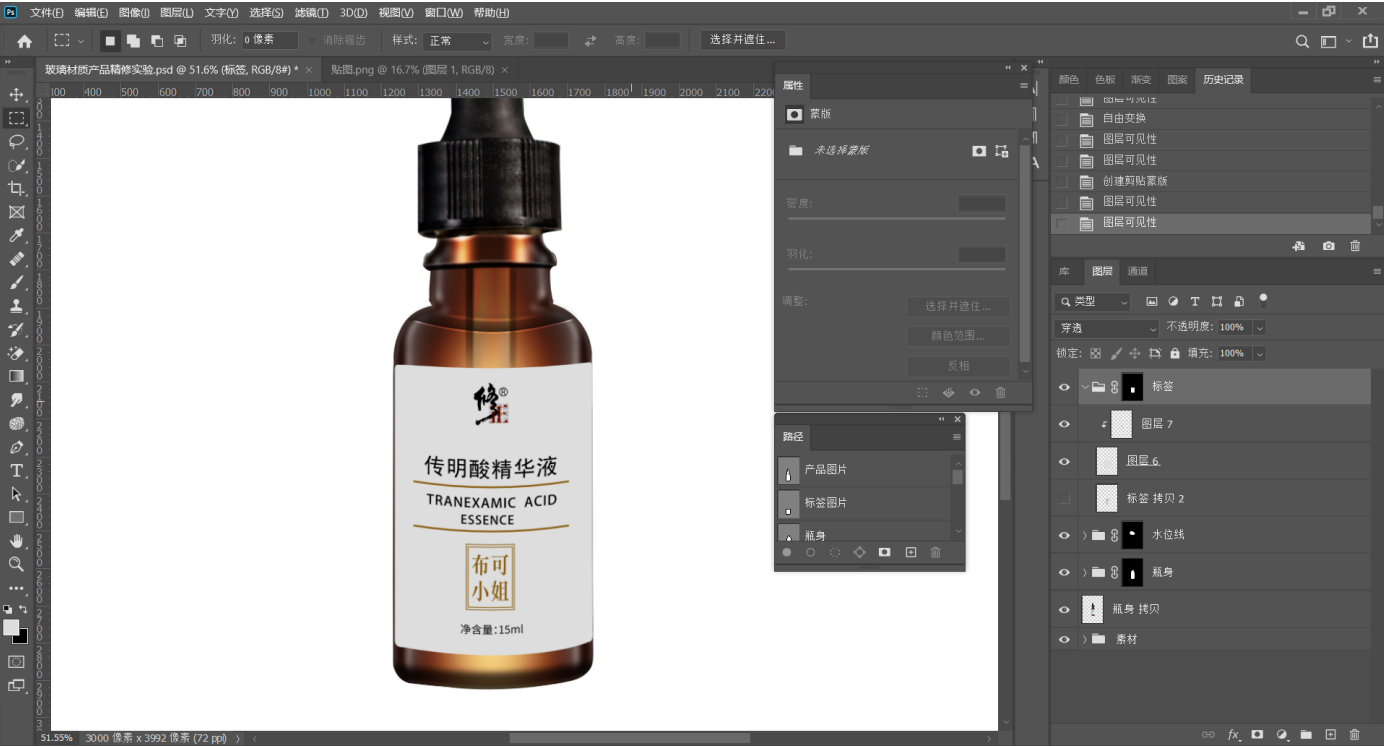 Ps 文件(F) 编辑(E) 图像(I) 图层(L) 文字(Y) 选择(S) 滤镜(T) 3D(D) 视图(V) 窗口(W) 帮助(H)
羽化: 0 像素 消除锯齿 样式: 正常 宽度: 高度: 选择并遮住...
玻璃材质产品精修实验.psd @ 51.6% (标签, RGB/8#) * × 贴图.png @ 16.7% (图层 1, RGB/8) ×
400 500 600 700 800 900 1000 1100 1200 1300 1400 1500 1600 1700 1800 1900 2000 2100 2200
修正
®
传明酸精华液
TRANEXAMIC ACID
ESSENCE
布可
小姐
净含量:15ml
属性
蒙版
未选择蒙版
密度:
羽化:
调整:
选择并遮住...
颜色范围...
反相
路径
产品图片
标签图片
瓶身
颜色 色板 渐变 图案 历史记录
图层可见性
自由变换
图层可见性
图层可见性
创建剪贴蒙版
图层可见性
图层可见性
库 图层 通道
类型
穿透 不透明度: 100%
锁定: 填充: 100%
标签
图层 7
图层 6
标签 拷贝 2
水位线
瓶身
瓶身 拷贝
素材
fx
51.55% 3000 像素 x 3992 像素 (72 ppi)